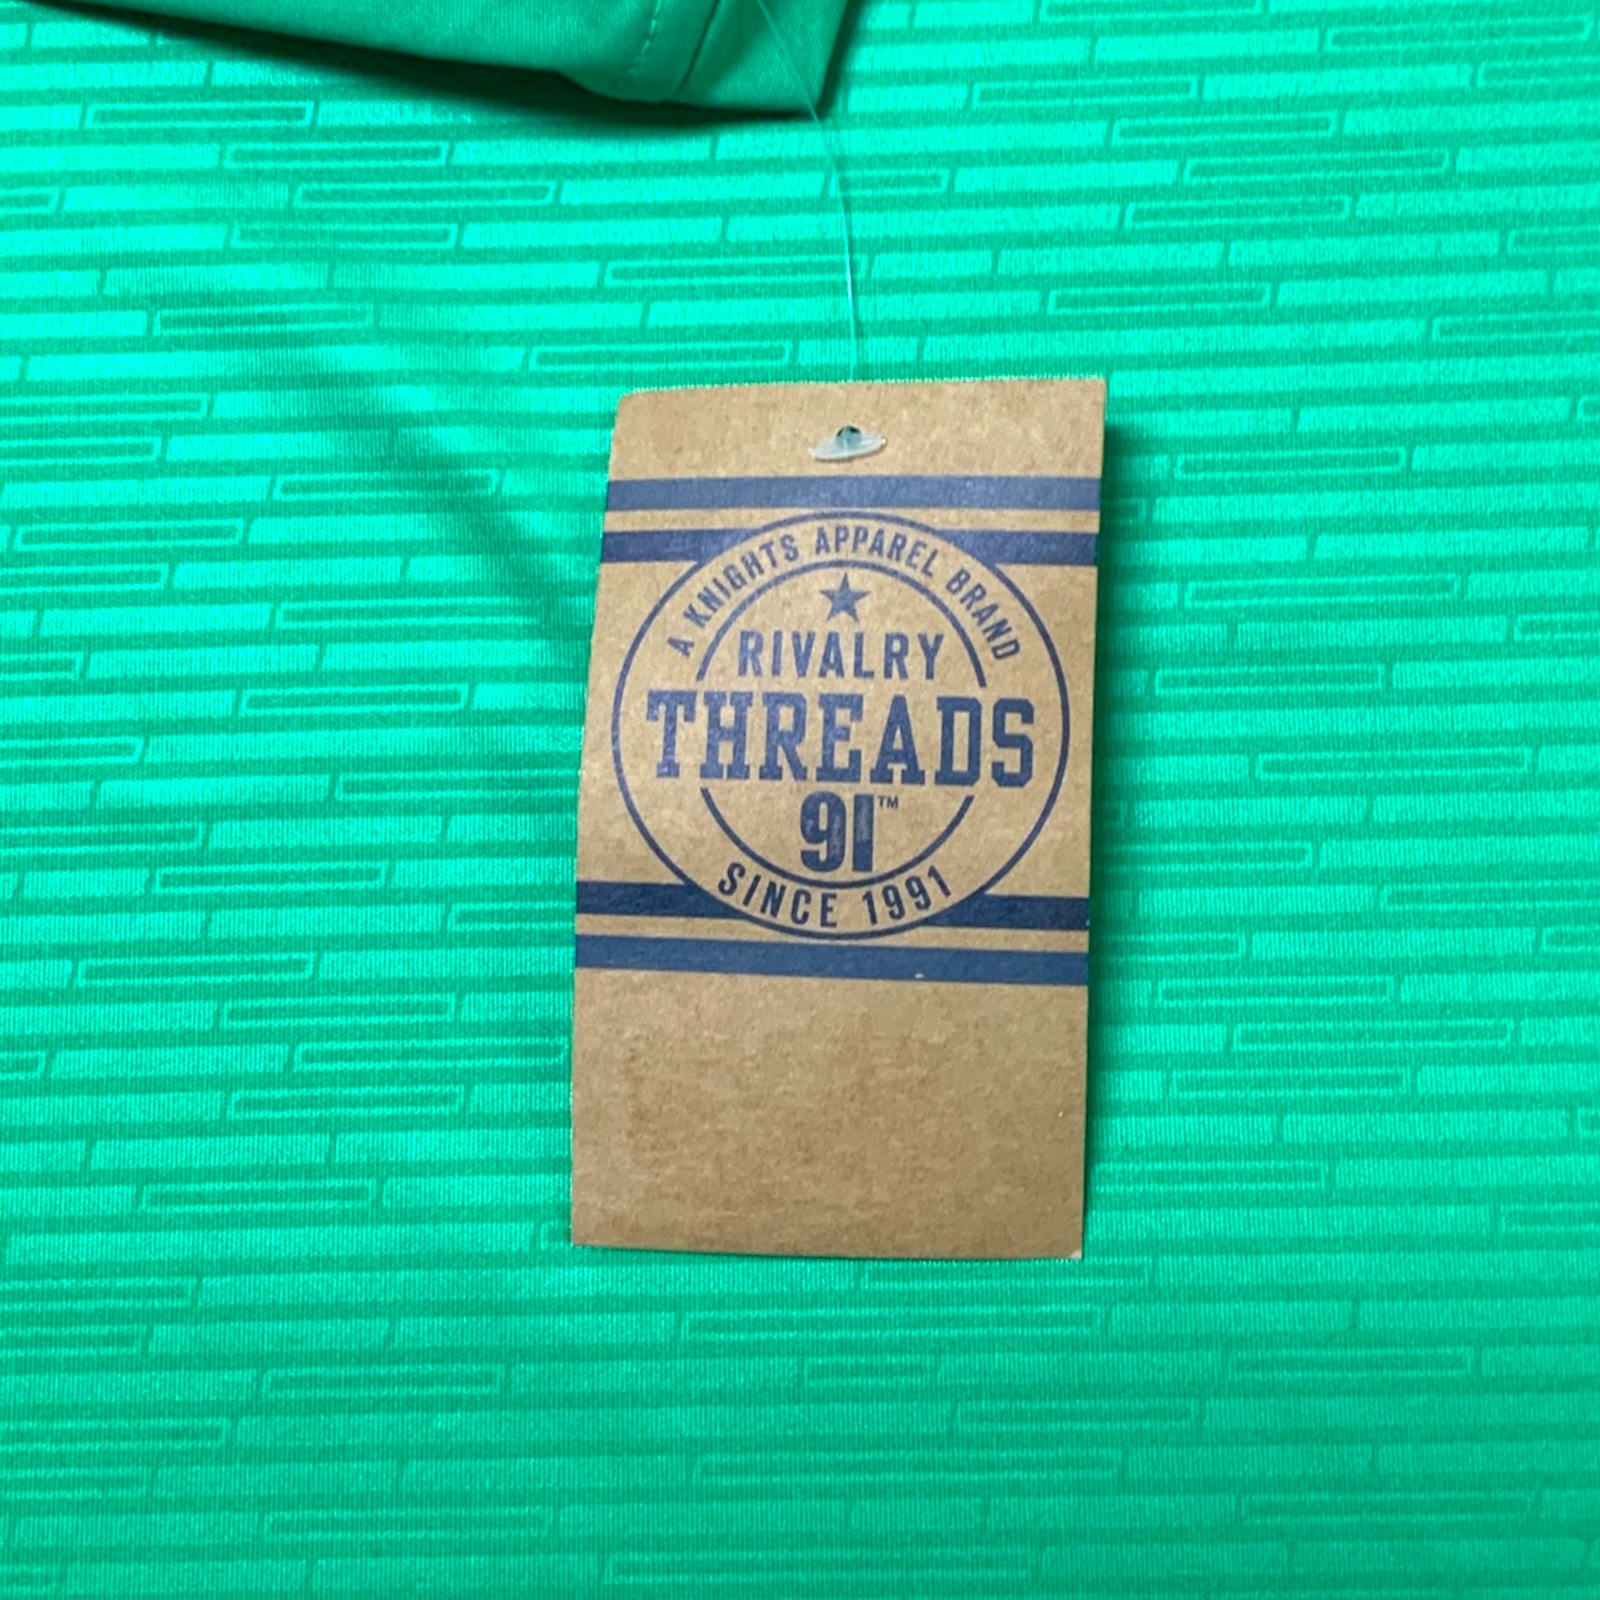 A KNIGHTS APPAREL BRAND
RIVALRY
THREADS
91™
SINCE 1991